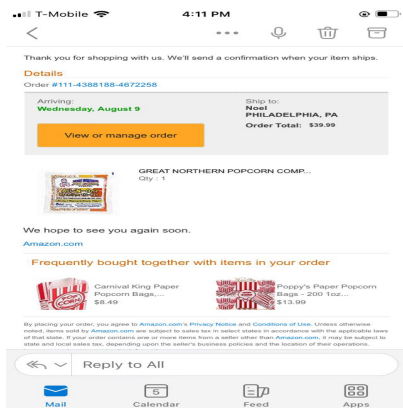 T-Mobile
4:11 PM
Thank you for shopping with us. We'll send a confirmation when your item ships.
Details
Order #111-4388188-4672258
Arriving:
Wednesday, August 9
View or manage order
Ship to:
Noel
PHILADELPHIA, PA
Order Total: $39.99
GREAT NORTHERN POPCORN COMP...
Qty : 1
We hope to see you again soon.
Amazon.com
Frequently bought together with items in your order
Carnival King Paper
Popcorn Bags,...
$8.49
Poppy's Paper Popcorn
Bags - 200 1oz...
$13.99
By placing your order, you agree to Amazon.com's Privacy Notice and Conditions of Use. Unless otherwise
noted, items sold by Amazon.com are subject to sales tax in select states in accordance with the applicable laws
of that state. If your order contains one or more items from a seller other than Amazon.com, it may be subject to
state and local sales tax, depending upon the seller's business policies and the location of their operations.
Reply to All
Mail
5
Calendar
Feed
Apps